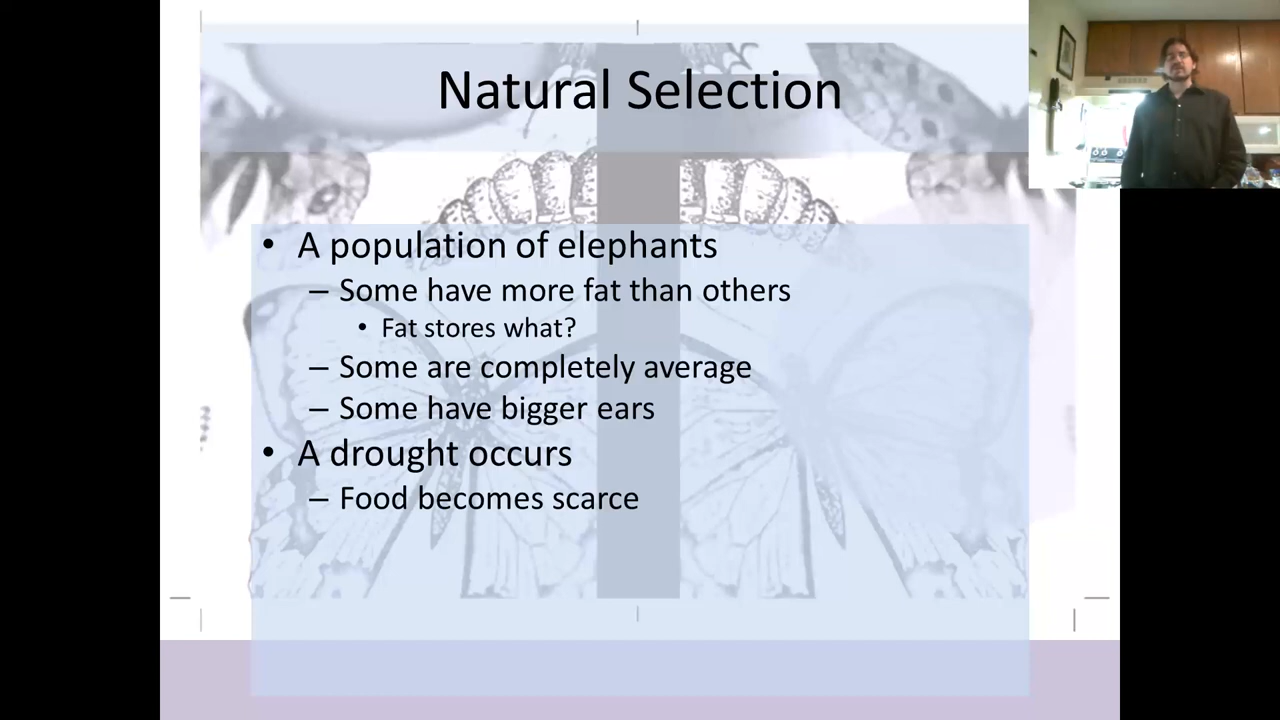 Natural Selection
• A population of elephants
– Some have more fat than others
• Fat stores what?
– Some are completely average
– Some have bigger ears
• A drought occurs
– Food becomes scarce